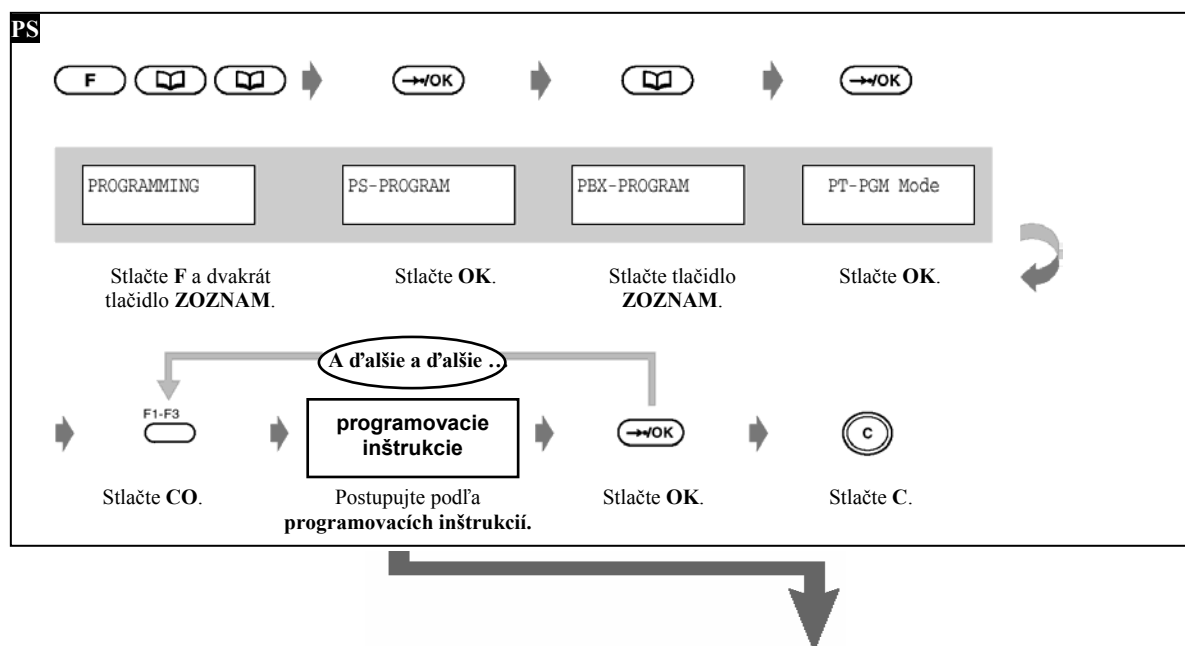 PS
F
/OK
/OK
PROGRAMMING
PS-PROGRAM
PBX-PROGRAM
PT-PGM Mode
Stlačte F a dvakrát
tlačidlo ZOZNAM.
Stlačte OK.
Stlačte tlačidlo
ZOZNAM.
Stlačte OK.
A ďalšie a ďalšie …
F1-F3
programovacie
inštrukcie
/OK
C
Stlačte CO.
Postupujte podľa
programovacích inštrukcií.
Stlačte OK.
Stlačte C.